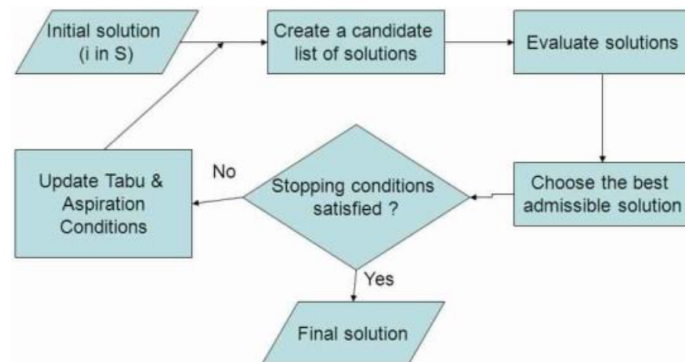 Initial solution
(i in S)
Create a candidate
list of solutions
Evaluate solutions
Update Tabu &
Aspiration
Conditions
No
Stopping conditions
satisfied ?
Choose the best
admissible solution
Yes
Final solution